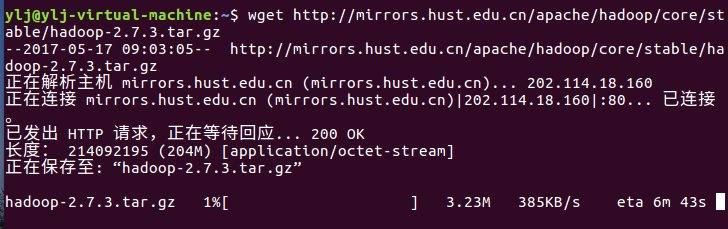 ylj@ylj-virtual-machine:~$ wget http://mirrors.hust.edu.cn/apache/hadoop/core/st
able/hadoop-2.7.3.tar.gz
--2017-05-17 09:03:05--  http://mirrors.hust.edu.cn/apache/hadoop/core/stable/ha
doop-2.7.3.tar.gz
正在解析主机 mirrors.hust.edu.cn (mirrors.hust.edu.cn)... 202.114.18.160
正在连接 mirrors.hust.edu.cn (mirrors.hust.edu.cn)|202.114.18.160|:80... 已连接
。
已发出 HTTP 请求，正在等待回应... 200 OK
长度： 214092195 (204M) [application/octet-stream]
正在保存至: “hadoop-2.7.3.tar.gz”
hadoop-2.7.3.tar.gz   1%[                    ]   3.23M   385KB/s    eta 6m 43s